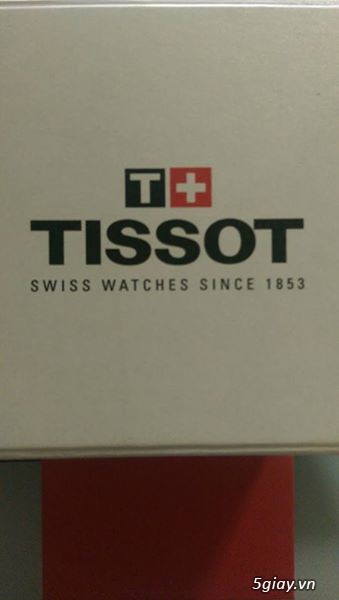 T+
TISSOT
SWISS WATCHES SINCE 1853
5giay.vn